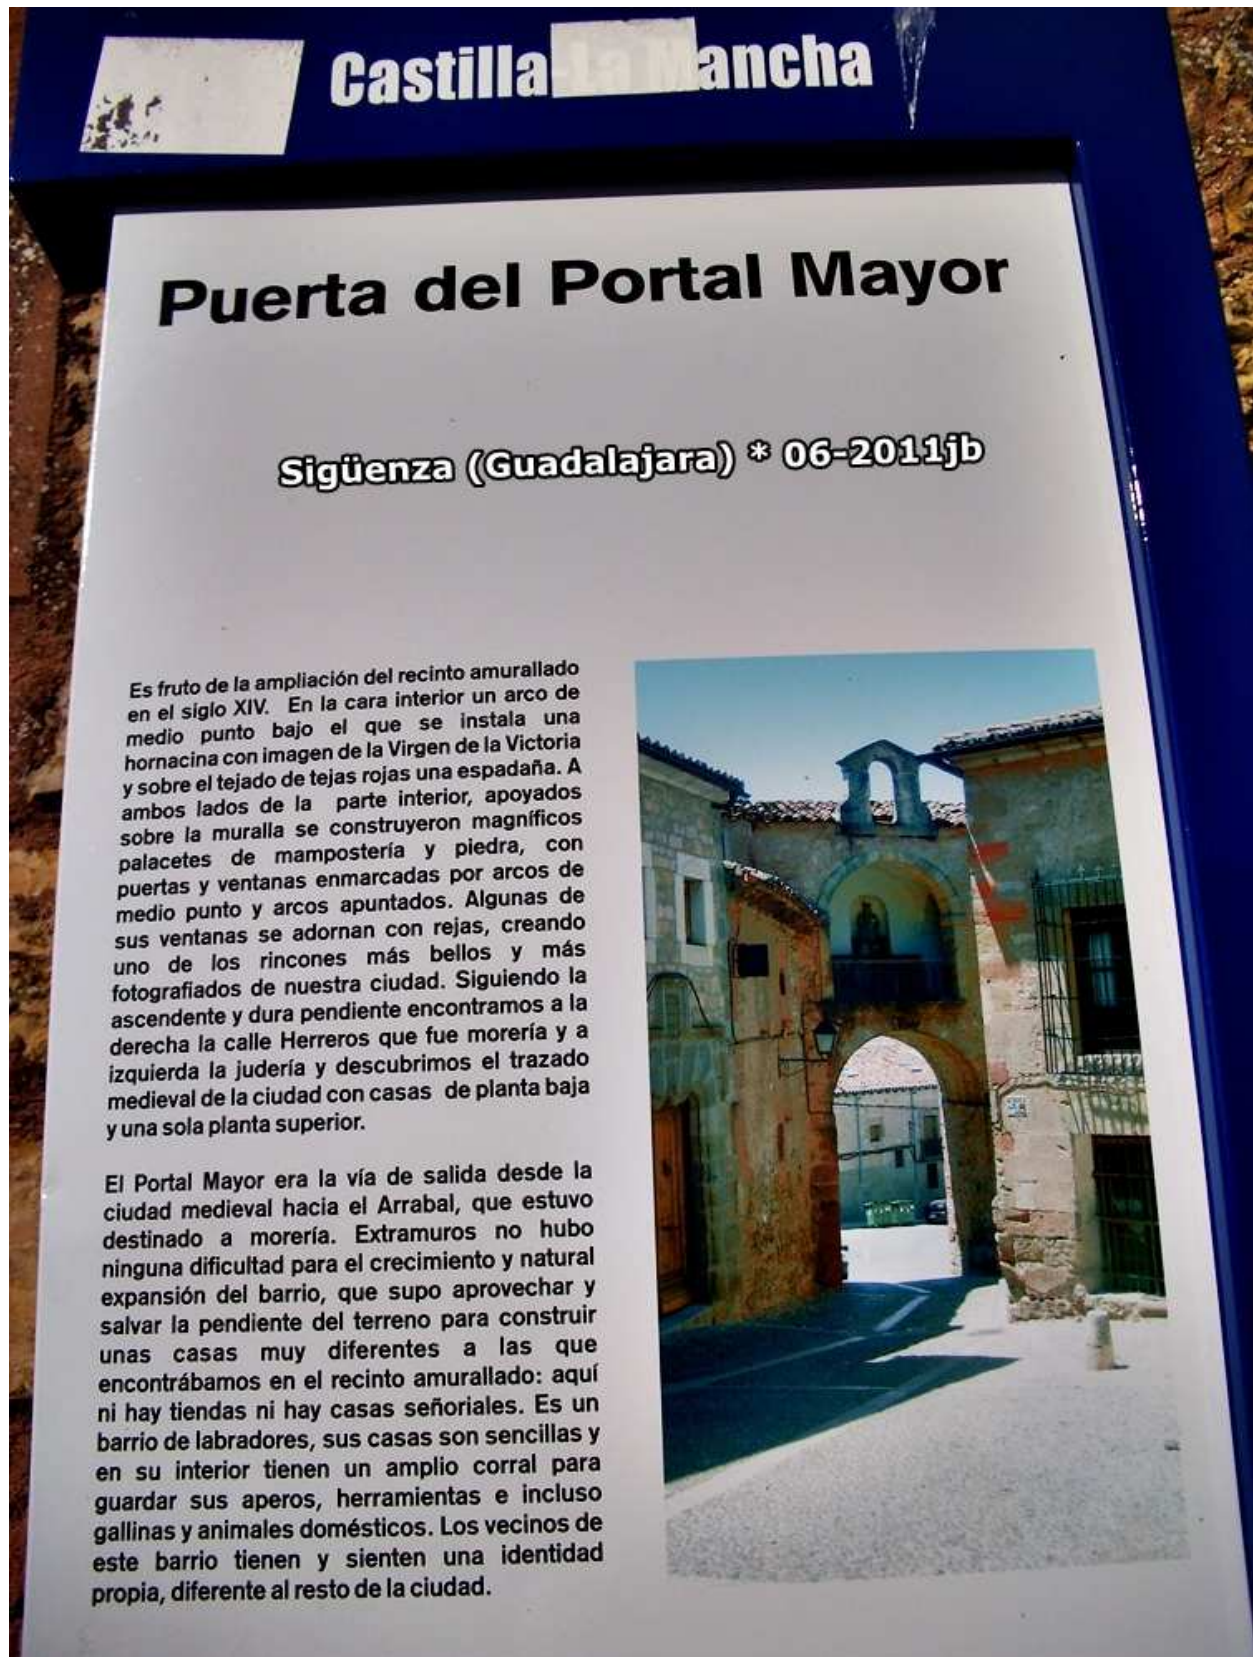 Castilla-La Mancha
Puerta del Portal Mayor
Sigüenza (Guadalajara) * 06-2011jb
Es fruto de la ampliación del recinto amurallado
en el siglo XIV. En la cara interior un arco de
medio punto bajo el que se instala una
hornacina con imagen de la Virgen de la Victoria
y sobre el tejado de tejas rojas una espadaña. A
ambos lados de la parte interior, apoyados
sobre la muralla se construyeron magníficos
palacetes de mampostería y piedra, con
puertas y ventanas enmarcadas por arcos de
medio punto y arcos apuntados. Algunas de
sus ventanas se adornan con rejas, creando
uno de los rincones más bellos y más
fotografiados de nuestra ciudad. Siguiendo la
ascendente y dura pendiente encontramos a la
derecha la calle Herreros que fue morería y a
izquierda la judería y descubrimos el trazado
medieval de la ciudad con casas de planta baja
y una sola planta superior.
El Portal Mayor era la vía de salida desde la
ciudad medieval hacia el Arrabal, que estuvo
destinado a morería. Extramuros no hubo
ninguna dificultad para el crecimiento y natural
expansión del barrio, que supo aprovechar y
salvar la pendiente del terreno para construir
unas casas muy diferentes a las que
encontrábamos en el recinto amurallado: aquí
ni hay tiendas ni hay casas señoriales. Es un
barrio de labradores, sus casas son sencillas y
en su interior tienen un amplio corral para
guardar sus aperos, herramientas e incluso
gallinas y animales domésticos. Los vecinos de
este barrio tienen y sienten una identidad
propia, diferente al resto de la ciudad.